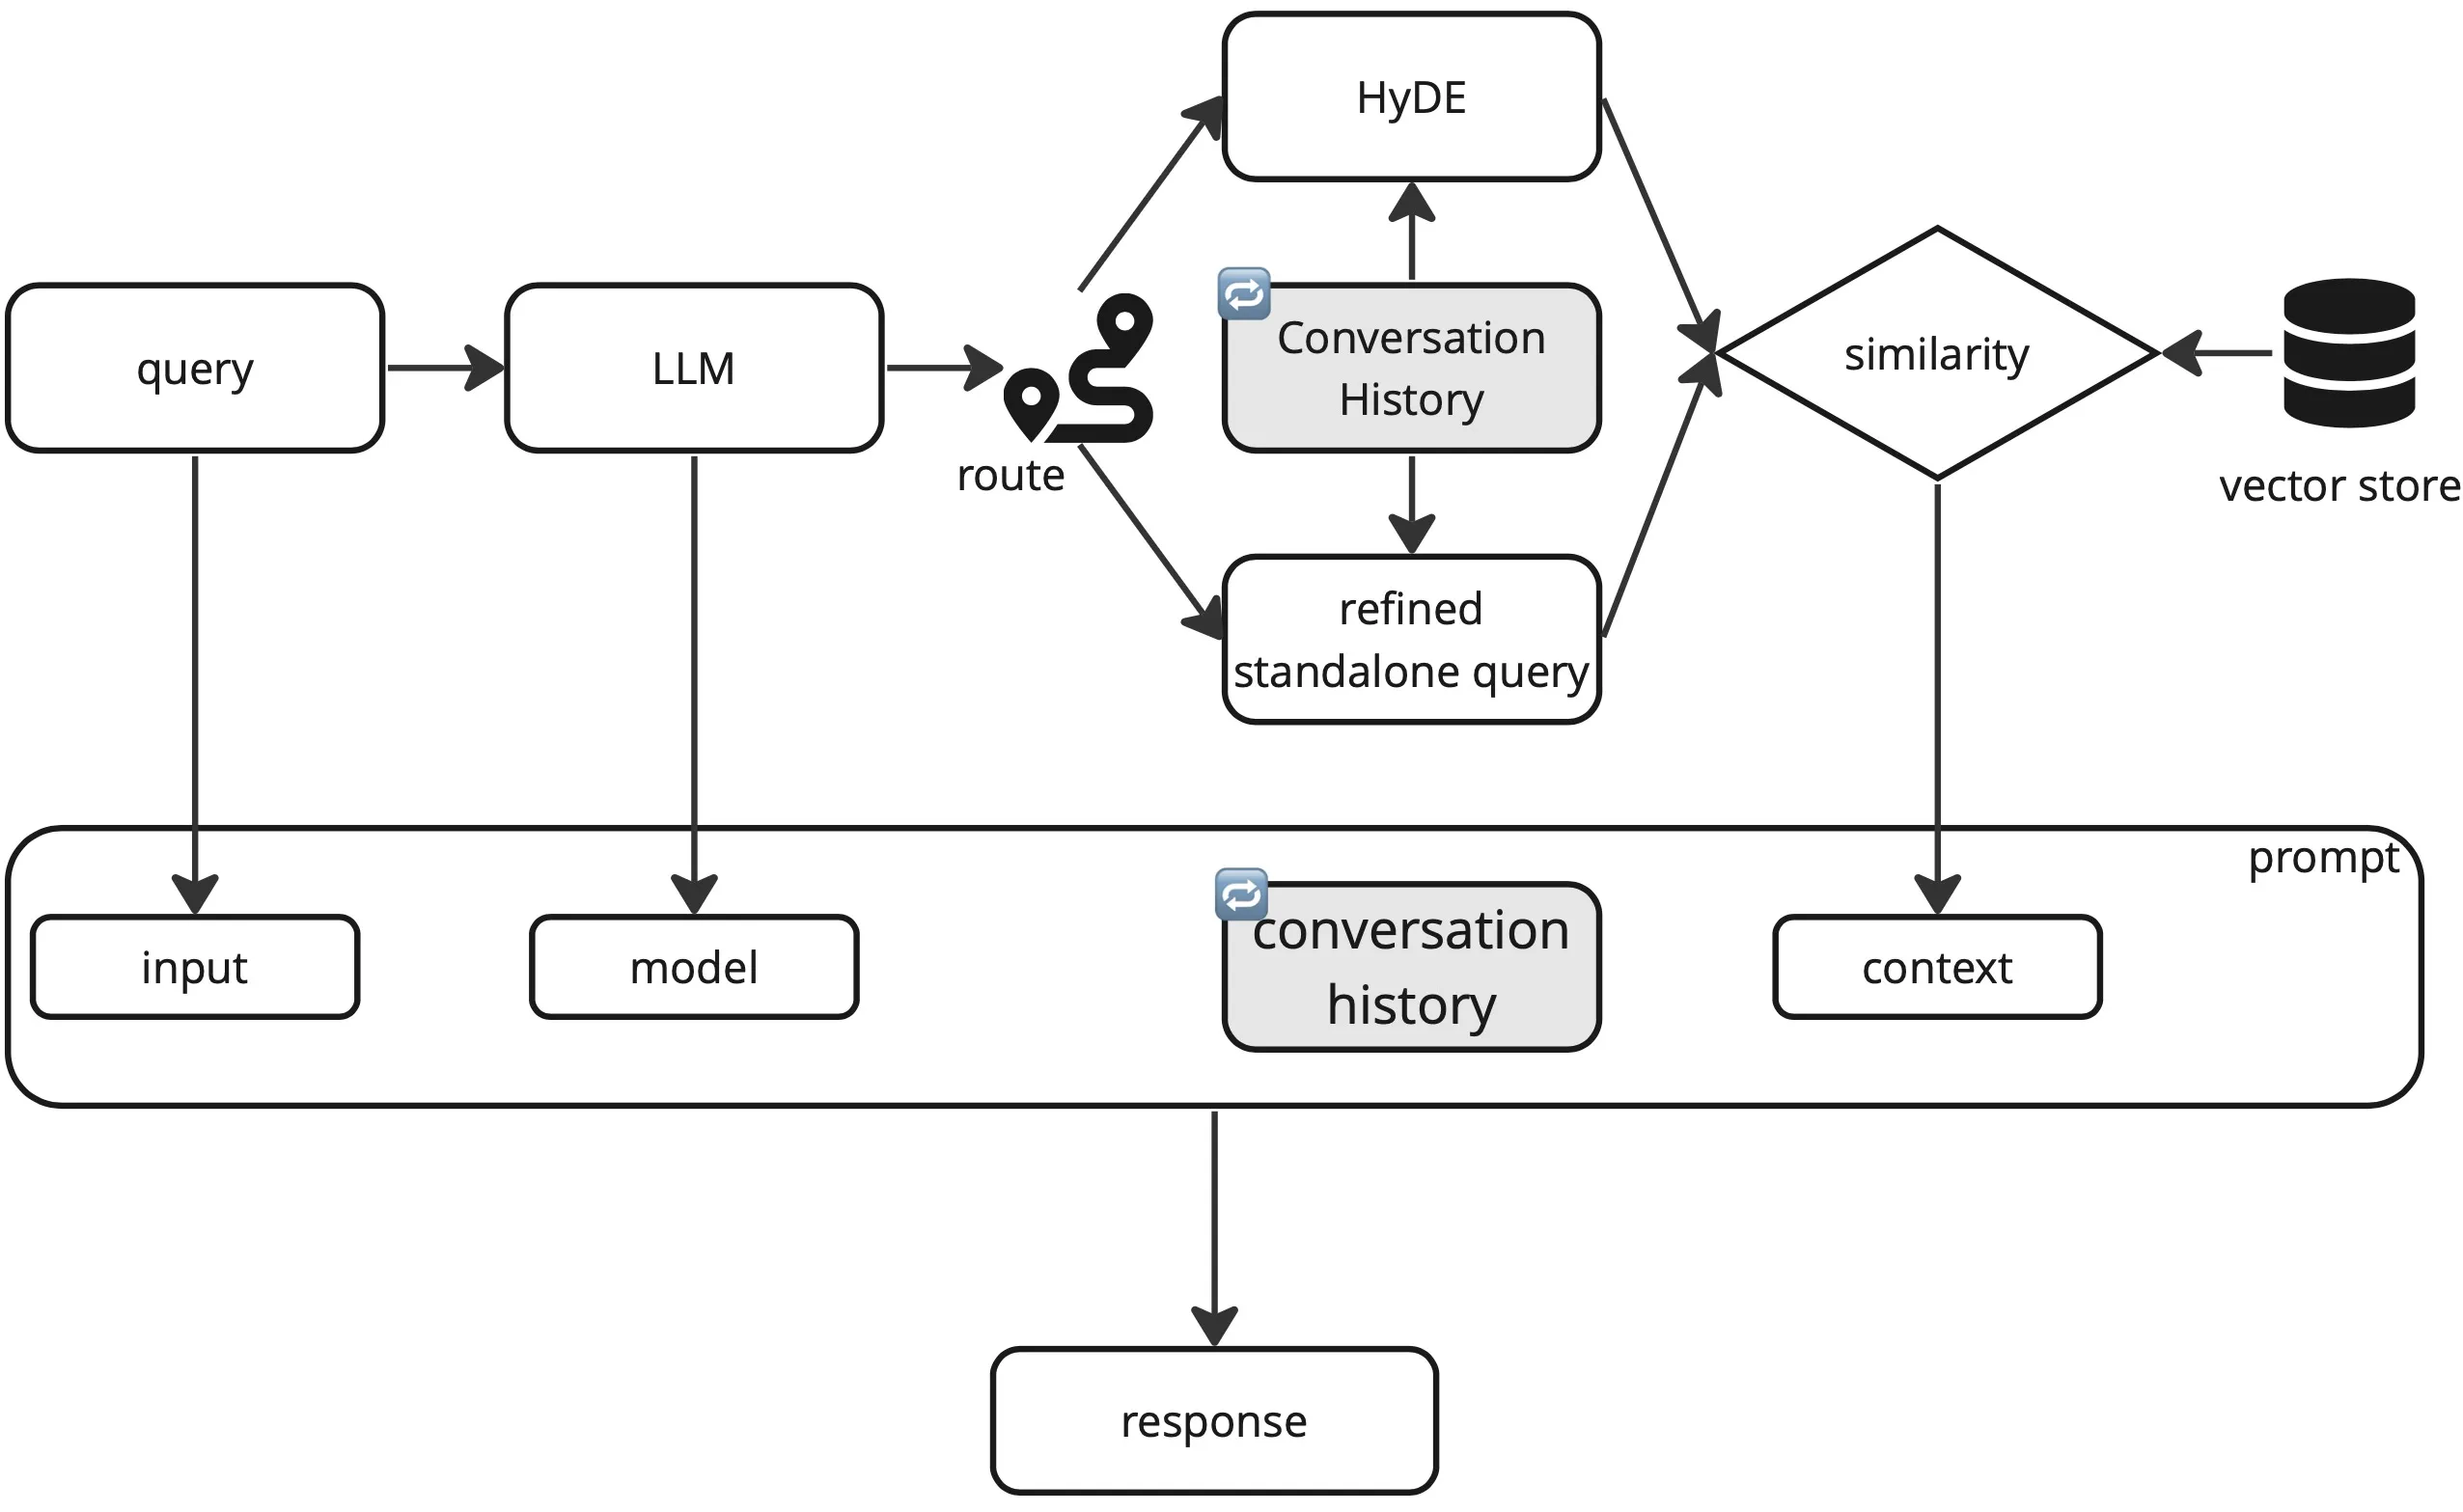 HyDE
query
LLM
route
Conversation
History
similarity
vector store
refined
standalone query
prompt
input
model
conversation
history
context
response